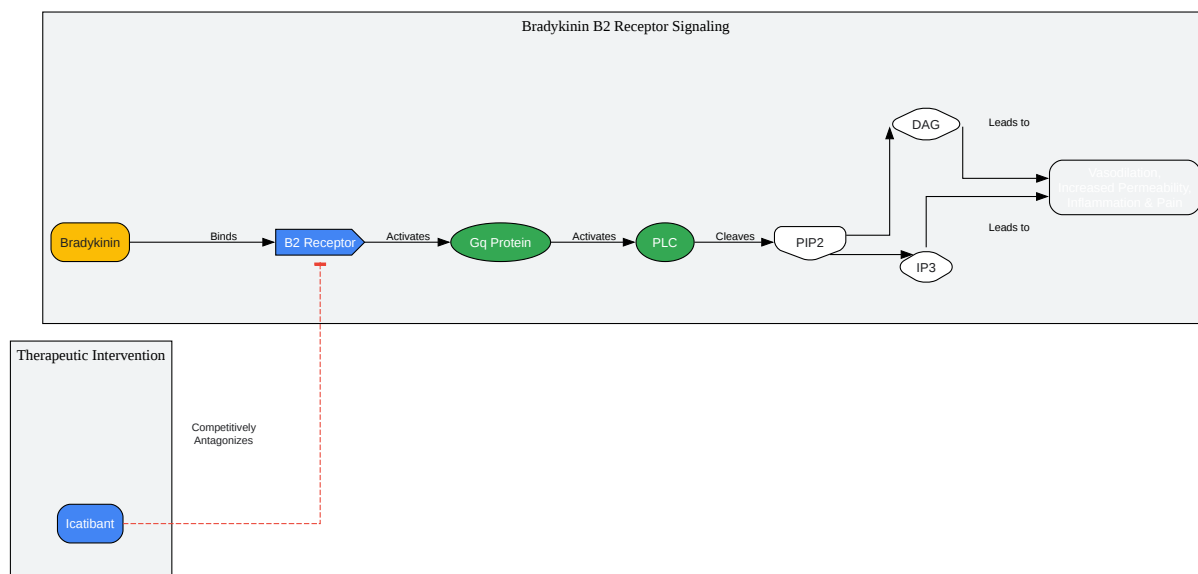 Bradykinin B2 Receptor Signaling
DAG
Leads to
Vasodilation,
Increased Permeability,
Inflammation & Pain
Leads to
Bradykinin
Binds
B2 Receptor
Activates
Gq Protein
Activates
PLC
Cleaves
PIP2
IP3
Therapeutic Intervention
Competitively
Antagonizes
Icatibant